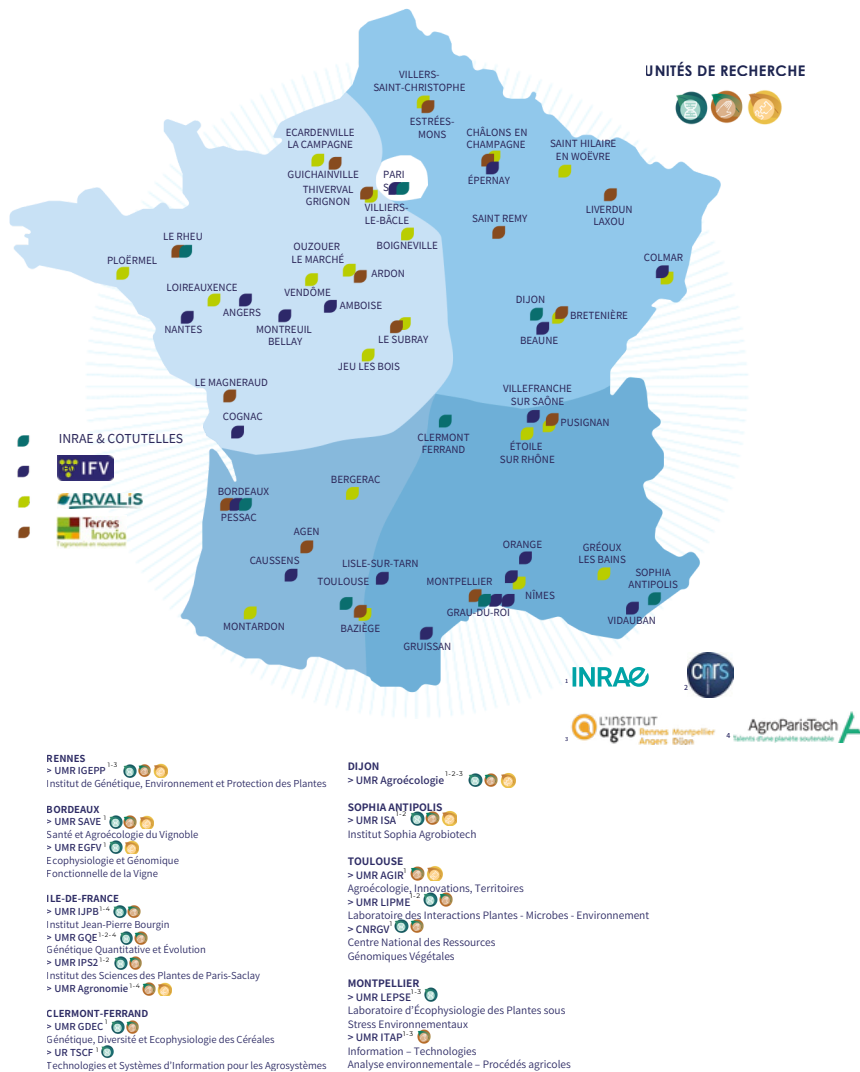 UNITÉS DE RECHERCHE
VILLERS-
SAINT-CHRISTOPHE
ESTRÉES-
MONS
ECARDENVILLE
LA CAMPAGNE
GUICHAINVILLE
THIVERVAL
GRIGNON
PARI
S
VILLIERS-
LE-BÂCLE
BOIGNEVILLE
CHÂLONS EN
CHAMPAGNE
ÉPERNAY
SAINT HILAIRE
EN WOËVRE
LIVERDUN
LAXOU
SAINT REMY
COLMAR
LE RHEU
PLOËRMEL
OUZOUER
LE MARCHÉ
ARDON
VENDÔME
LOIREAUXENCE
ANGERS
NANTES
MONTREUIL
BELLAY
AMBOISE
LE SUBRAY
JEU LES BOIS
DIJON
BRETENIÈRE
BEAUNE
LE MAGNERAUD
COGNAC
VILLEFRANCHE
SUR SAÔNE
PUSIGNAN
CLERMONT
FERRAND
ÉTOILE
SUR RHÔNE
INRAE & COTUTELLES
IFV
ARVALIS
Terres
Inovia
l'agronomie en mouvement
BORDEAUX
PESSAC
BERGERAC
AGEN
CAUSSENS
LISLE-SUR-TARN
TOULOUSE
MONTARDON
BAZIÈGE
ORANGE
MONTPELLIER
NÎMES
GRAU-DU-ROI
GRUISSAN
GRÉOUX
LES BAINS
SOPHIA
ANTIPOLIS
VIDAUBAN
1 INRAE
2 cnrs
3 L'INSTITUT
agro Rennes Montpellier
Angers Dijon
4 AgroParisTech
Talents d'une planète soutenable
RENNES
> UMR IGEPP 1-3
Institut de Génétique, Environnement et Protection des Plantes
BORDEAUX
> UMR SAVE 1
Santé et Agroécologie du Vignoble
> UMR EGFV 1
Ecophysiologie et Génomique
Fonctionnelle de la Vigne
ILE-DE-FRANCE
> UMR IJPB 1-4
Institut Jean-Pierre Bourgin
> UMR GQE 1-2-4
Génétique Quantitative et Évolution
> UMR IPS2 1-2
Institut des Sciences des Plantes de Paris-Saclay
> UMR Agronomie 1-4
CLERMONT-FERRAND
> UMR GDEC 1
Génétique, Diversité et Ecophysiologie des Céréales
> UR TSCF 1
Technologies et Systèmes d'Information pour les Agrosystèmes
DIJON
> UMR Agroécologie 1-2-3
SOPHIA ANTIPOLIS
> UMR ISA 1-2
Institut Sophia Agrobiotech
TOULOUSE
> UMR AGIR 1
Agroécologie, Innovations, Territoires
> UMR LIPME 1-2
Laboratoire des Interactions Plantes - Microbes - Environnement
> CNRGV 1
Centre National des Ressources
Génomiques Végétales
MONTPELLIER
> UMR LEPSE 1-3
Laboratoire d'Écophysiologie des Plantes sous
Stress Environnementaux
> UMR ITAP 1-3
Information – Technologies
Analyse environnementale – Procédés agricoles